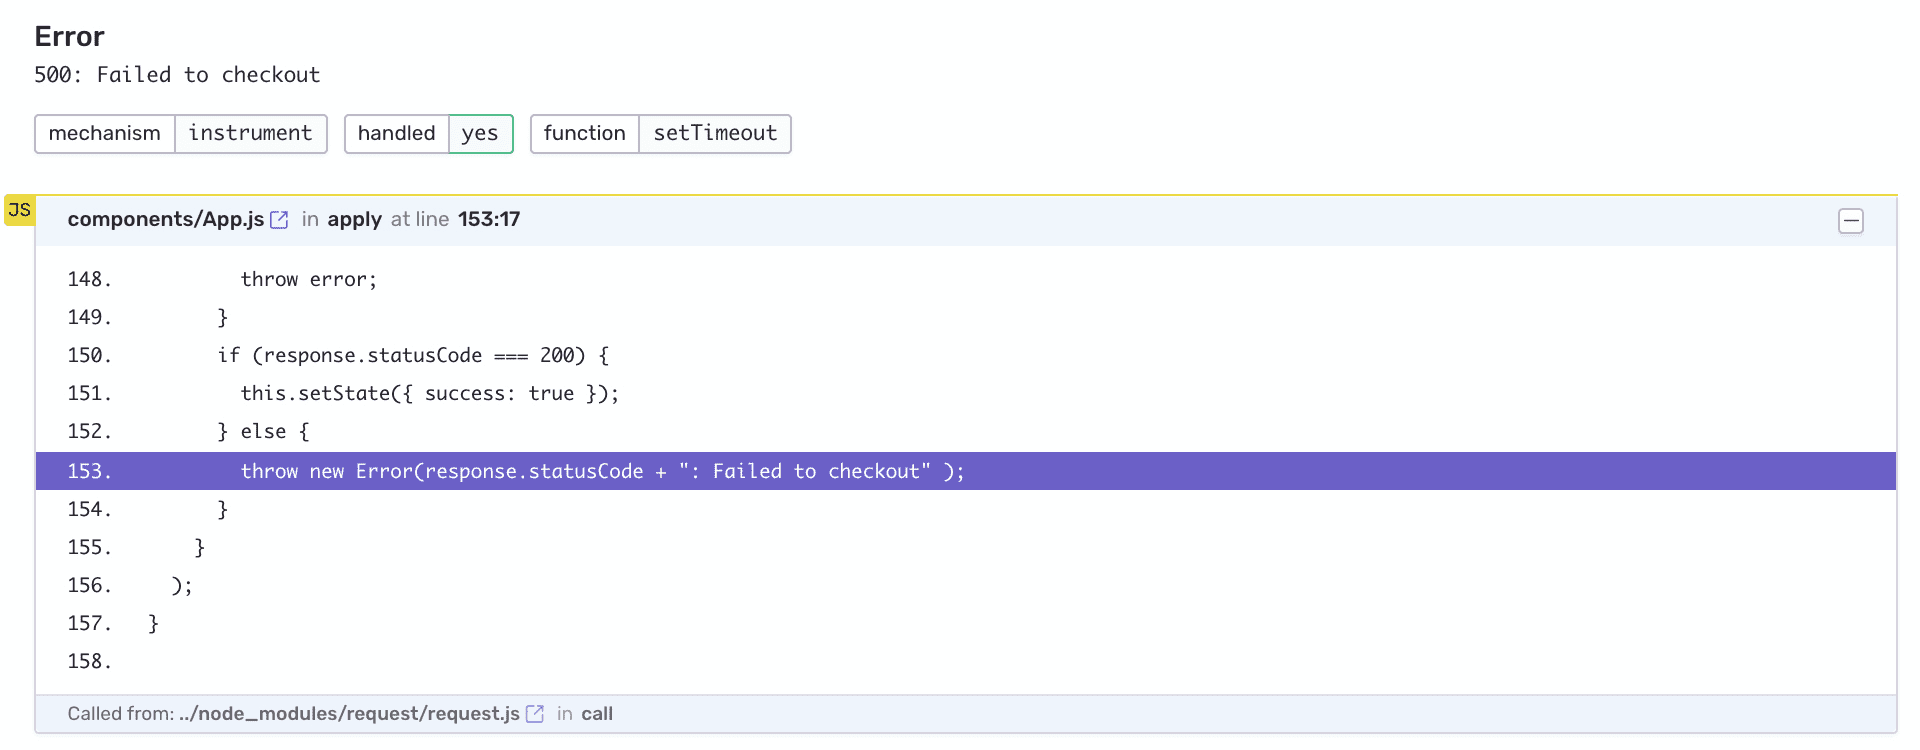 Error
500: Failed to checkout
mechanism instrument handled yes function setTimeout
JS
components/App.js in apply at line 153:17
148.           throw error;
149.         }
150.         if (response.statusCode === 200) {
151.           this.setState({ success: true });
152.         } else {
153.           throw new Error(response.statusCode + ": Failed to checkout" );
154.         }
155.       }
156.     );
157.   }
158.
Called from: ../node_modules/request/request.js in call